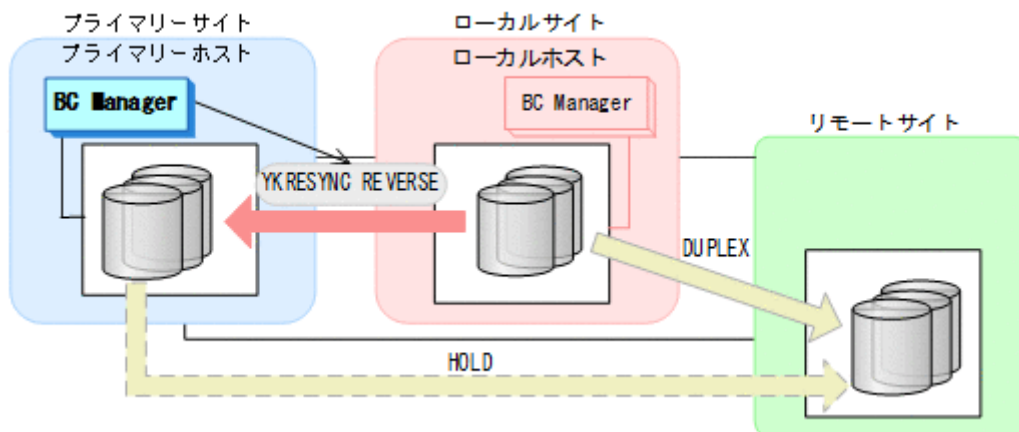 プライマリーサイト
プライマリーホスト
BC Manager
ローカルサイト
ローカルホスト
BC Manager
リモートサイト
YKRESYNC REVERSE
DUPLEX
HOLD